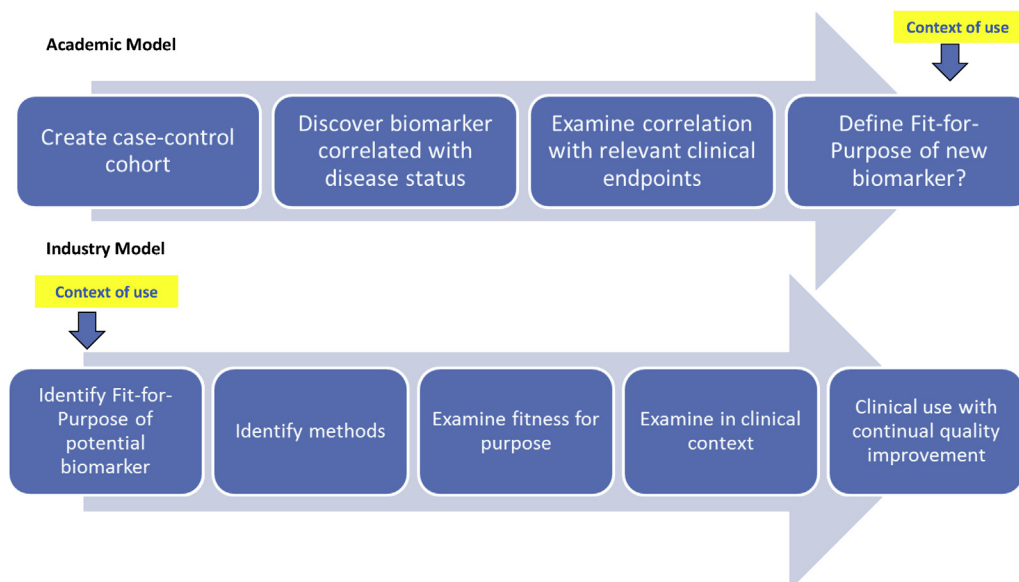 Academic Model
Context of use
Create case-control
cohort
Discover biomarker
correlated with
disease status
Examine correlation
with relevant clinical
endpoints
Define Fit-for-
Purpose of new
biomarker?
Industry Model
Context of use
Identify Fit-for-
Purpose of
potential
biomarker
Identify methods
Examine fitness for
purpose
Examine in clinical
context
Clinical use with
continual quality
improvement